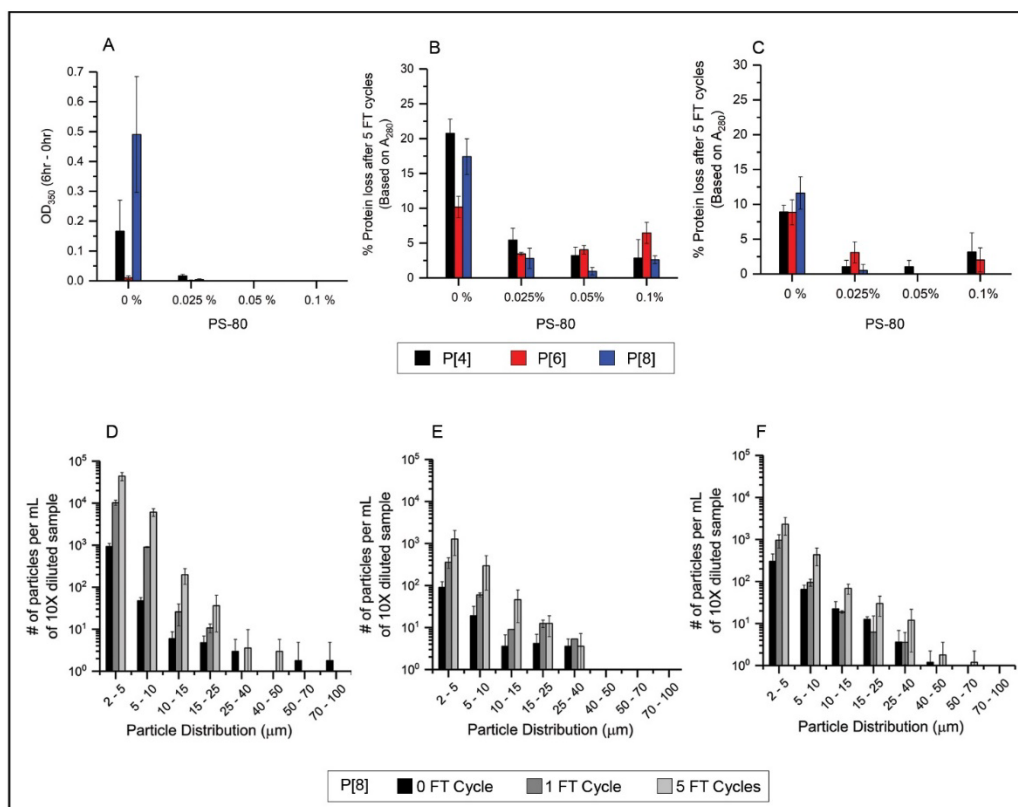 A
OD350 (6hr - 0hr)
0.7
0.6
0.5
0.4
0.3
0.2
0.1
0.0
0 %
0.025%
0.05 %
0.1 %
PS-80
B
% Protein loss after 5 FT cycles
(Based on A280)
30
25
20
15
10
5
0
0 %
0.025%
0.05%
0.1%
PS-80
C
% Protein loss after 5 FT cycles
(Based on A280)
30
25
20
15
10
5
0
0 %
0.025%
0.05%
0.1%
PS-80
P[4] P[6] P[8]
D
# of particles per mL
of 10X diluted sample
10^5
10^4
10^3
10^2
10^1
10^0
2 - 5
5 - 10
10 - 15
15 - 25
25 - 40
40 - 50
50 - 70
70 - 100
Particle Distribution (μm)
E
# of particles per mL
of 10X diluted sample
10^5
10^4
10^3
10^2
10^1
10^0
2 - 5
5 - 10
10 - 15
15 - 25
25 - 40
40 - 50
50 - 70
70 - 100
Particle Distribution (μm)
F
# of particles per mL
of 10X diluted sample
10^5
10^4
10^3
10^2
10^1
10^0
2 - 5
5 - 10
10 - 15
15 - 25
25 - 40
40 - 50
50 - 70
70 - 100
Particle Distribution (μm)
P[8] 0 FT Cycle 1 FT Cycle 5 FT Cycles